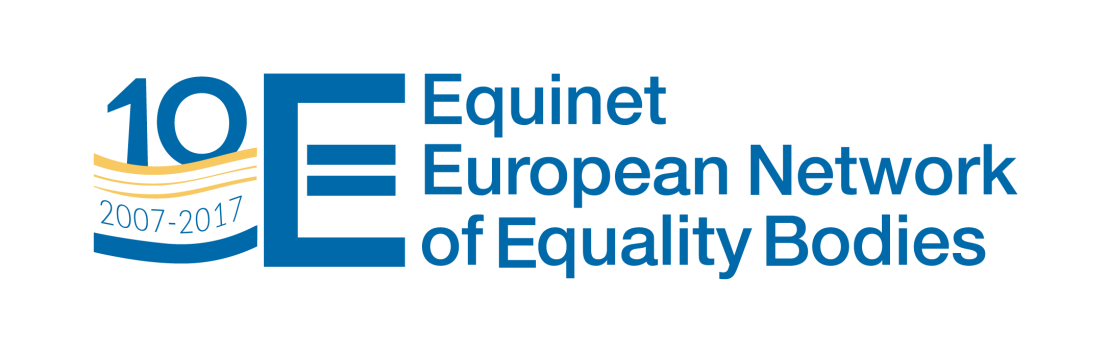 10
2007-2017
E
Equinet
European Network
of Equality Bodies